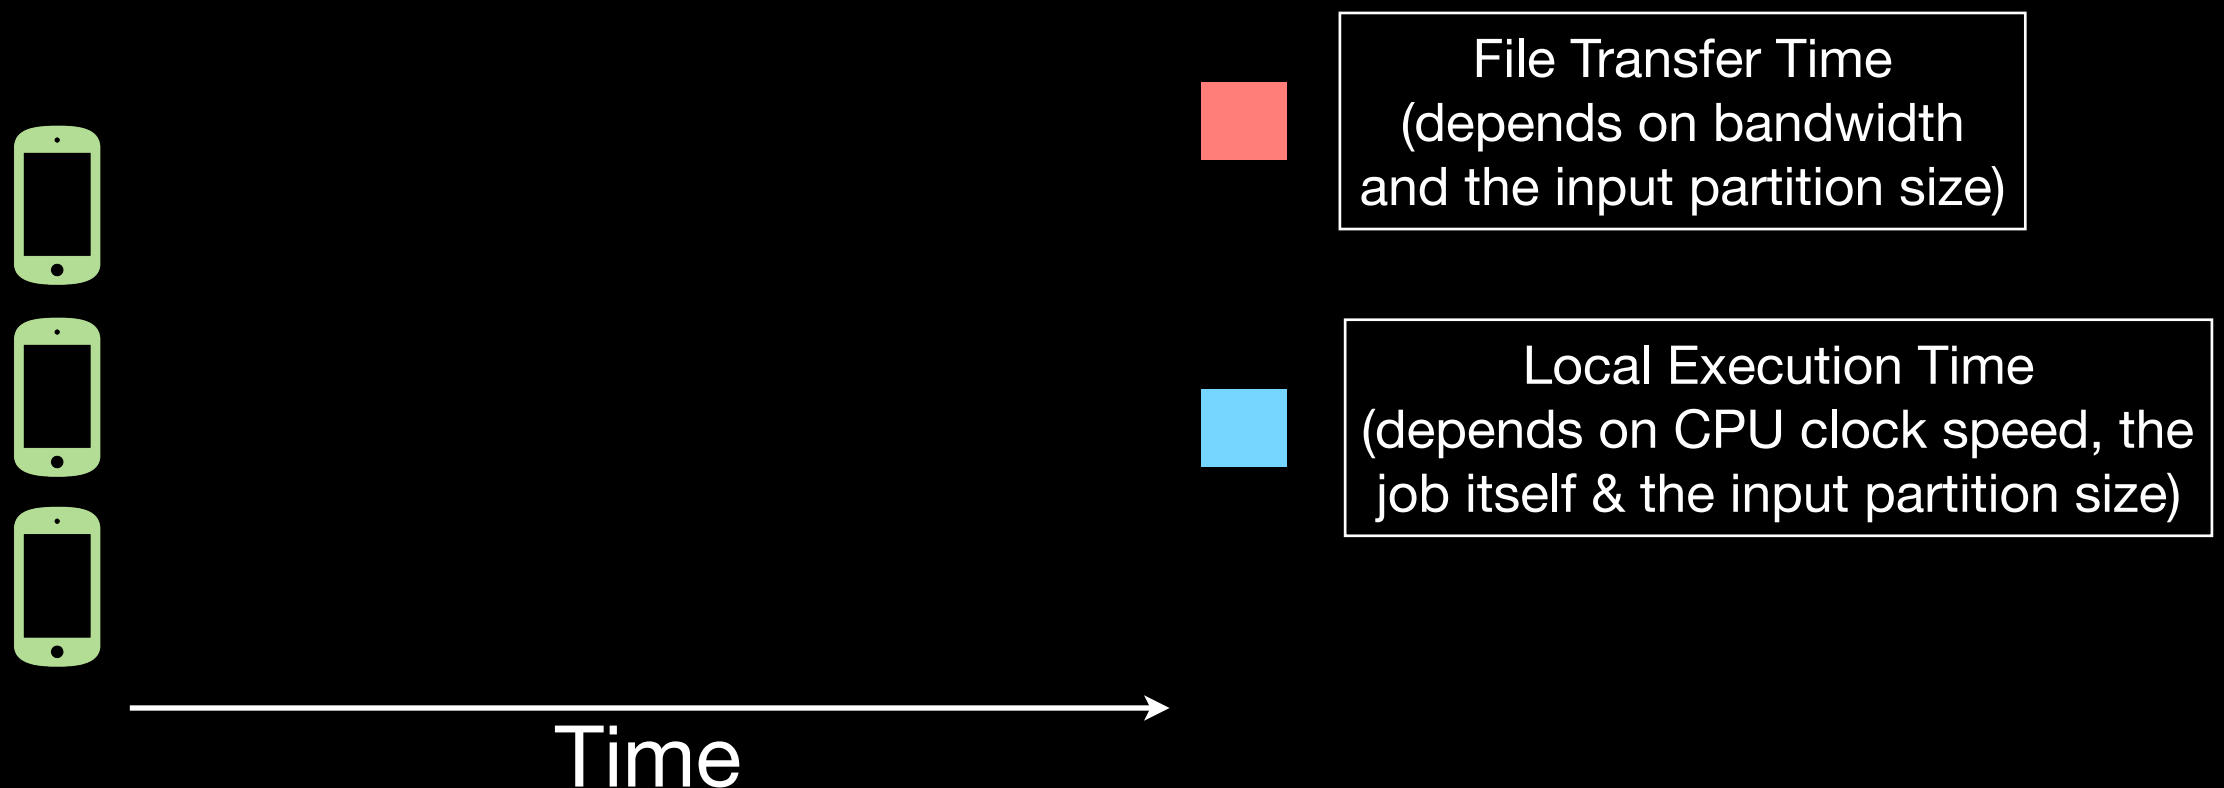 File Transfer Time
(depends on bandwidth
and the input partition size)
Local Execution Time
(depends on CPU clock speed, the
job itself & the input partition size)
Time